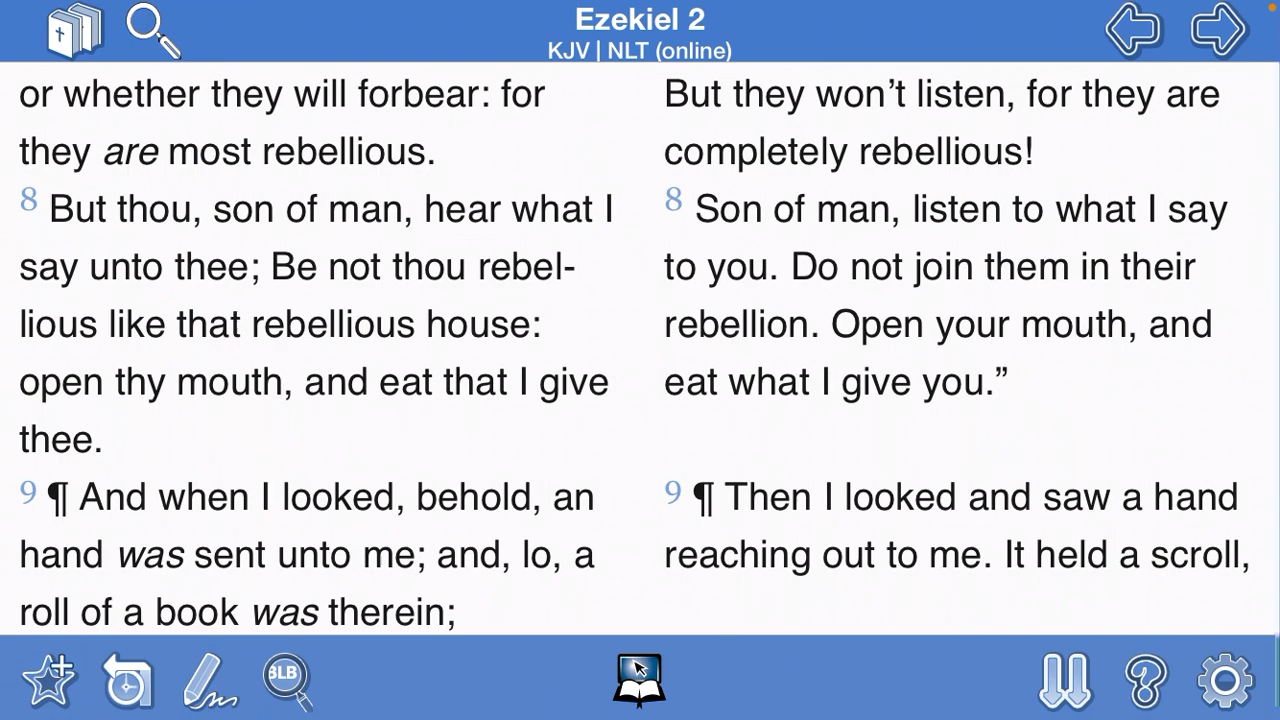 Ezekiel 2
KJV | NLT (online)
or whether they will forbear: for
they are most rebellious.
8 But thou, son of man, hear what I
say unto thee; Be not thou rebel-
lious like that rebellious house:
open thy mouth, and eat that I give
thee.
9 ¶ And when I looked, behold, an
hand was sent unto me; and, lo, a
roll of a book was therein;
But they won’t listen, for they are
completely rebellious!
8 Son of man, listen to what I say
to you. Do not join them in their
rebellion. Open your mouth, and
eat what I give you.”
9 ¶ Then I looked and saw a hand
reaching out to me. It held a scroll,
BLB